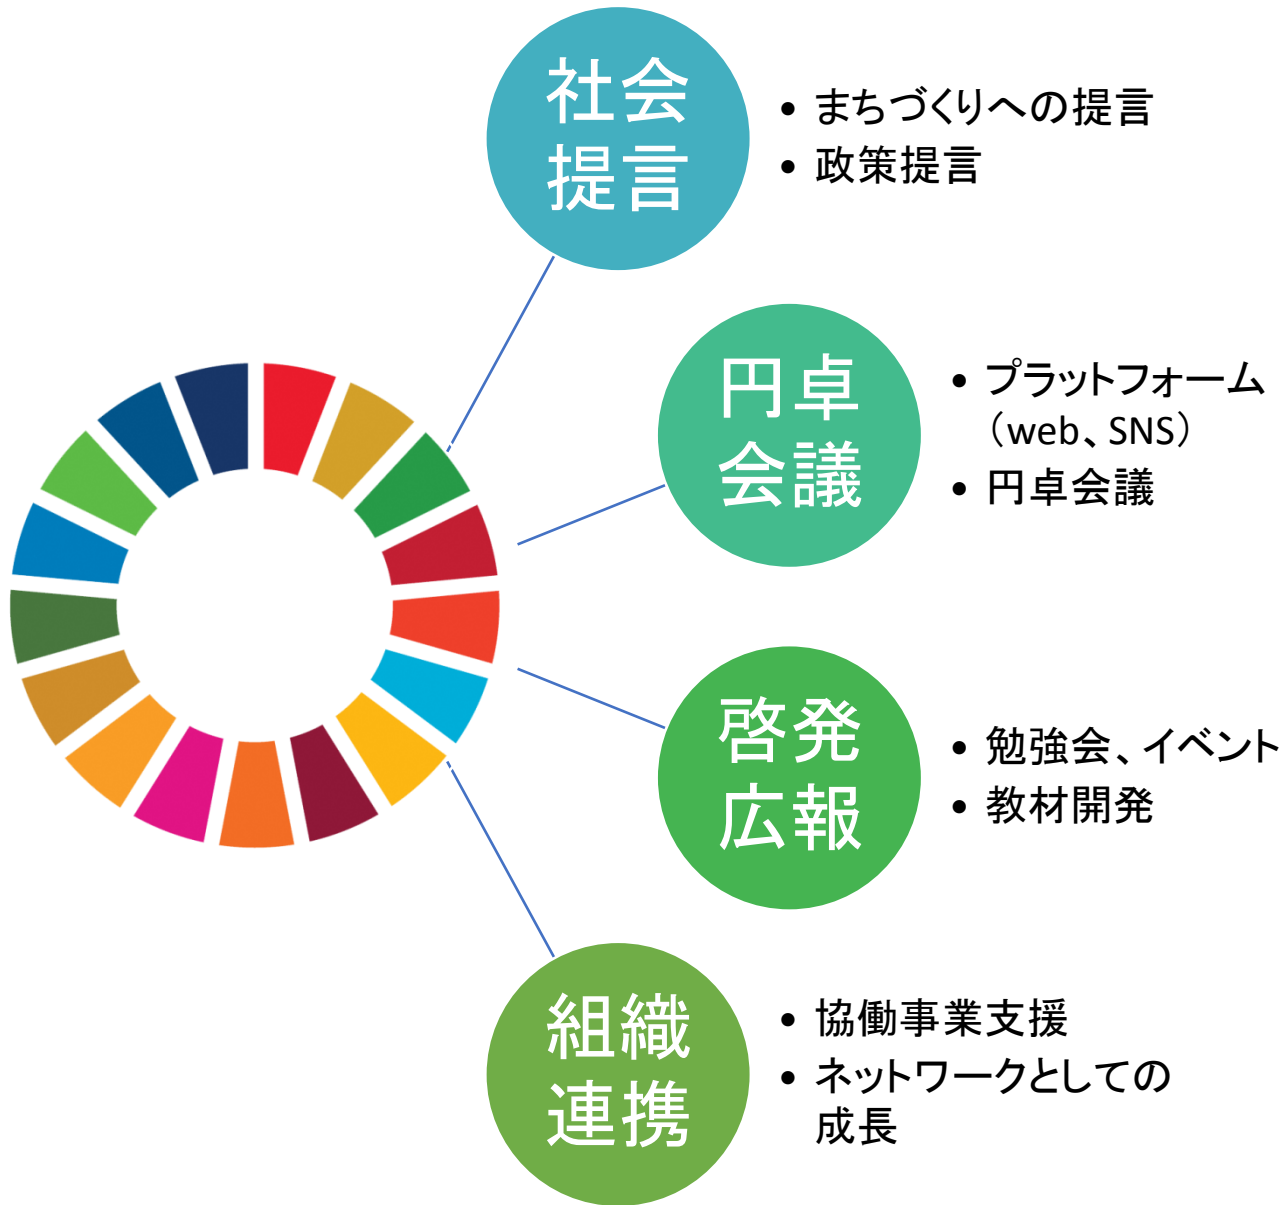 社会
提言
• まちづくりへの提言
• 政策提言
円卓
会議
• プラットフォーム
（web、SNS）
• 円卓会議
啓発
広報
• 勉強会、イベント
• 教材開発
組織
連携
• 協働事業支援
• ネットワークとしての
成長